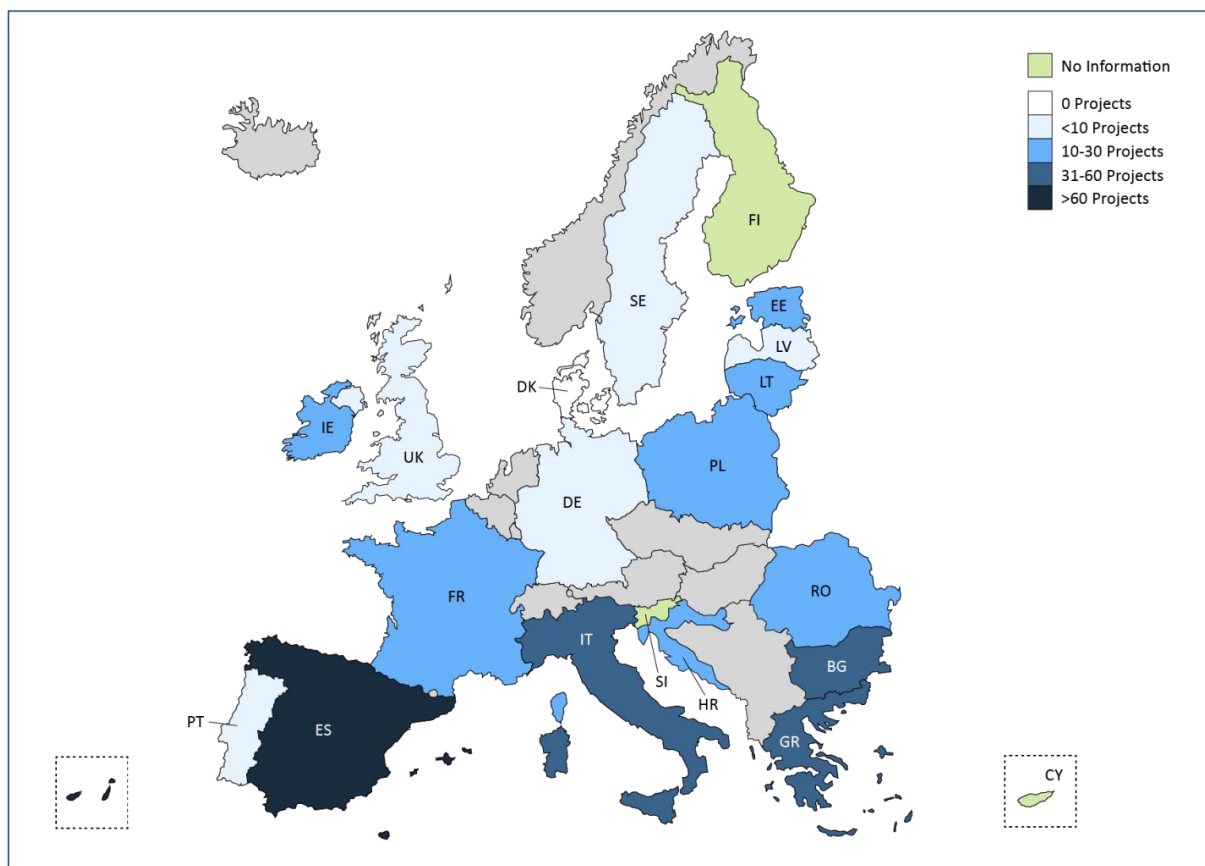 No Information
0 Projects
<10 Projects
10-30 Projects
31-60 Projects
>60 Projects
FI
SE
EE
LV
LT
DK
IE
UK
PL
DE
FR
RO
IT
BG
SI
HR
PT
ES
GR
CY